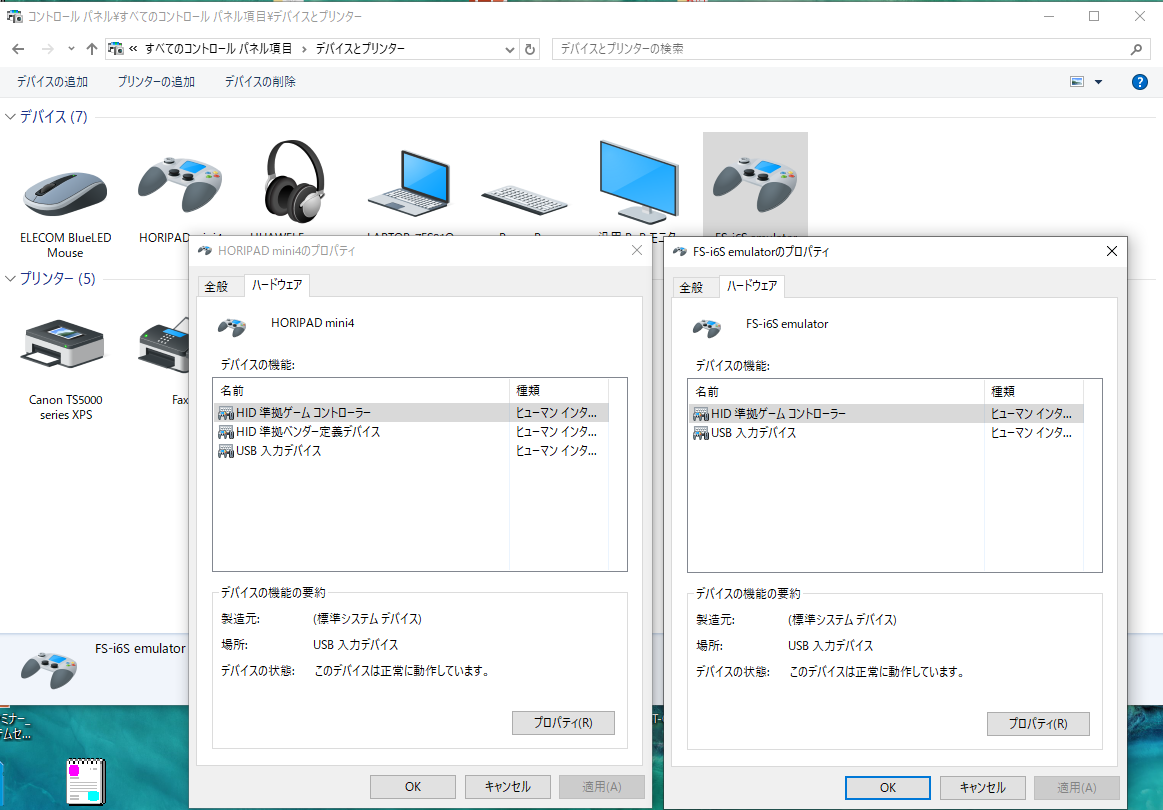 コントロール パネル¥すべてのコントロール パネル項目¥デバイスとプリンター
« すべてのコントロール パネル項目 › デバイスとプリンター
デバイスとプリンターの検索
デバイスの追加 プリンターの追加 デバイスの削除
デバイス (7)
ELECOM BlueLED
Mouse
HORIPAD
プリンター (5)
Canon TS5000
series XPS
Fax
FS-i6S emulator
HORIPAD mini4のプロパティ
全般 ハードウェア
HORIPAD mini4
デバイスの機能:
名前 種類
HID 準拠ゲーム コントローラー ヒューマン インタ...
HID 準拠ベンダー定義デバイス ヒューマン インタ...
USB 入力デバイス ヒューマン インタ...
デバイスの機能の要約
製造元: (標準システム デバイス)
場所: USB 入力デバイス
デバイスの状態: このデバイスは正常に動作しています。
プロパティ(R)
OK キャンセル 適用(A)
FS-i6S emulatorのプロパティ
全般 ハードウェア
FS-i6S emulator
デバイスの機能:
名前 種類
HID 準拠ゲーム コントローラー ヒューマン インタ...
USB 入力デバイス ヒューマン インタ...
デバイスの機能の要約
製造元: (標準システム デバイス)
場所: USB 入力デバイス
デバイスの状態: このデバイスは正常に動作しています。
プロパティ(R)
OK キャンセル 適用(A)